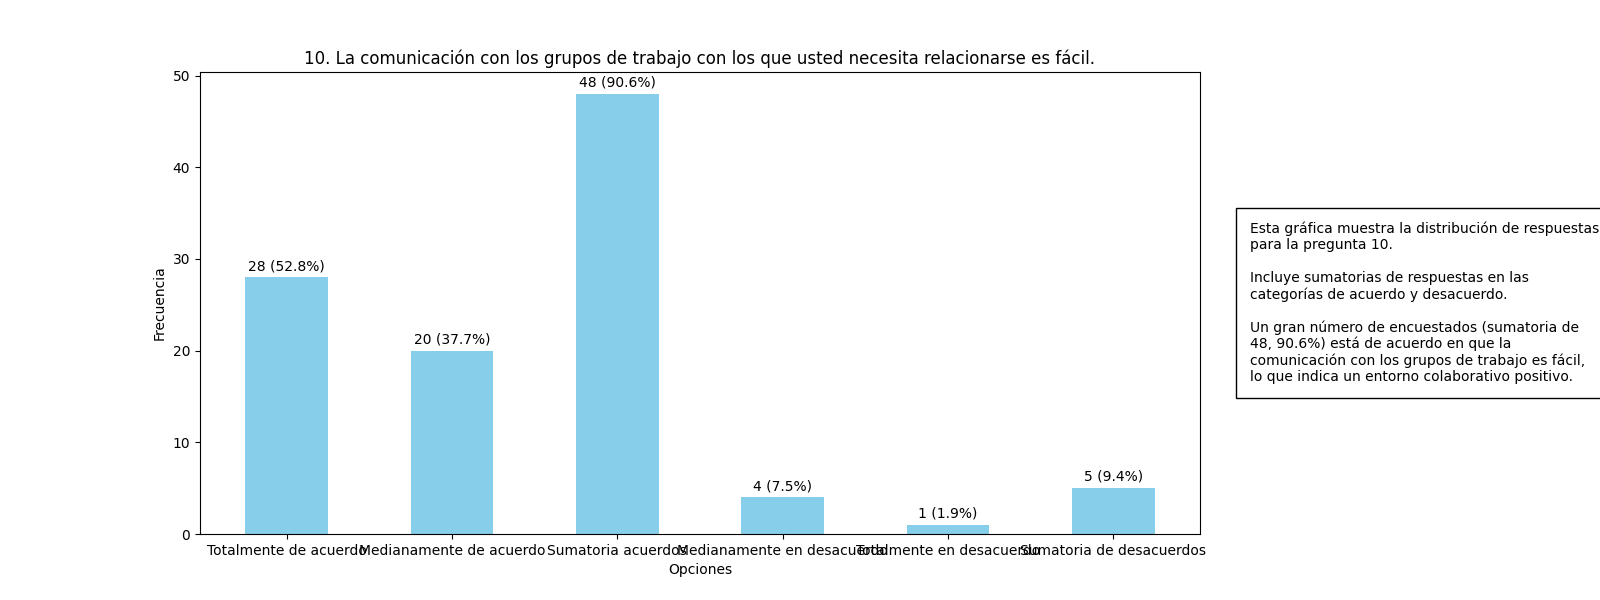 10. La comunicación con los grupos de trabajo con los que usted necesita relacionarse es fácil.
50
40
30
20
10
0
Frecuencia
28 (52.8%)
20 (37.7%)
48 (90.6%)
4 (7.5%)
1 (1.9%)
5 (9.4%)
Totalmente de acuerdo
Medianamente de acuerdo
Sumatoria acuerdos
Medianamente en desacuerdo
Totalmente en desacuerdo
Sumatoria de desacuerdos
Opciones
Esta gráfica muestra la distribución de respuestas
para la pregunta 10.
Incluye sumatorias de respuestas en las
categorías de acuerdo y desacuerdo.
Un gran número de encuestados (sumatoria de
48, 90.6%) está de acuerdo en que la
comunicación con los grupos de trabajo es fácil,
lo que indica un entorno colaborativo positivo.